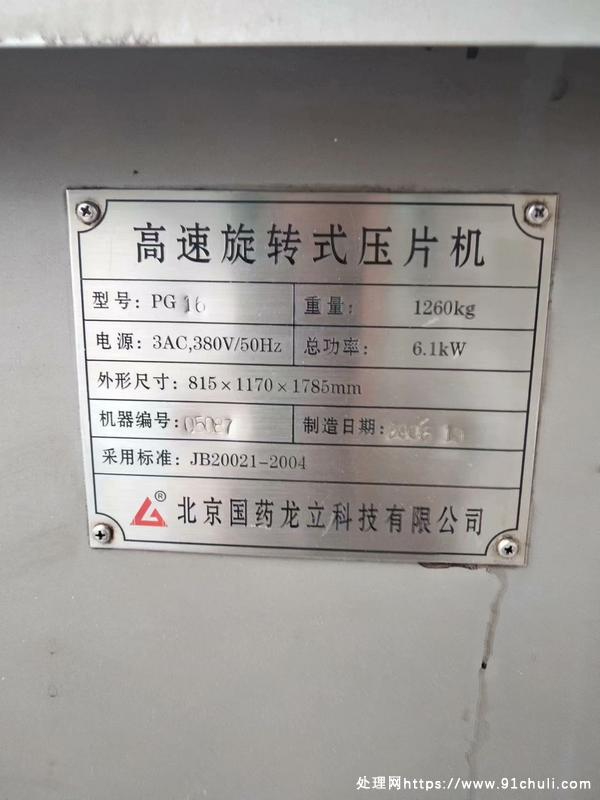 高速旋转式压片机
型号: PG 16 重量: 1260kg
电源: 3AC,380V/50Hz 总功率: 6.1kW
外形尺寸: 815×1170×1785mm
机器编号: 05087 制造日期:
采用标准: JB20021-2004
® 北京国药龙立科技有限公司
处理网https://www.91chuli.com